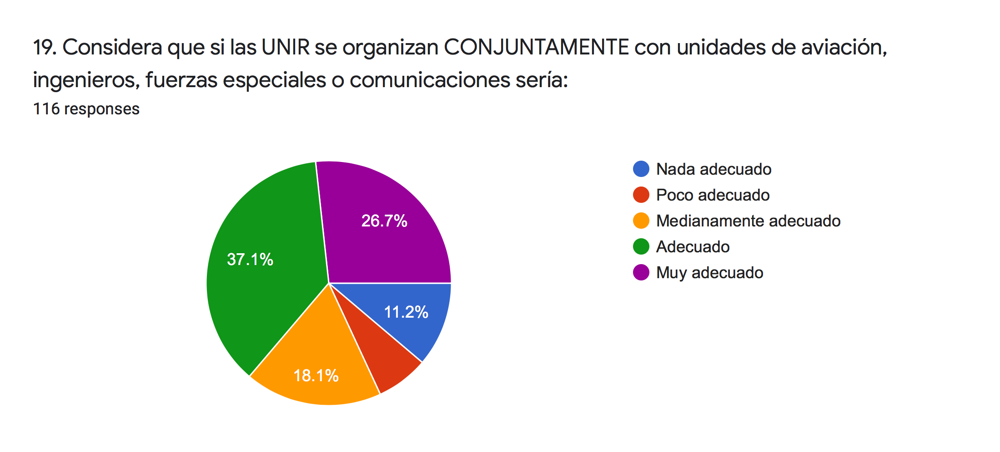 19. Considera que si las UNIR se organizan CONJUNTAMENTE con unidades de aviación,
ingenieros, fuerzas especiales o comunicaciones sería:
116 responses
26.7%
37.1%
11.2%
18.1%
Nada adecuado
Poco adecuado
Medianamente adecuado
Adecuado
Muy adecuado